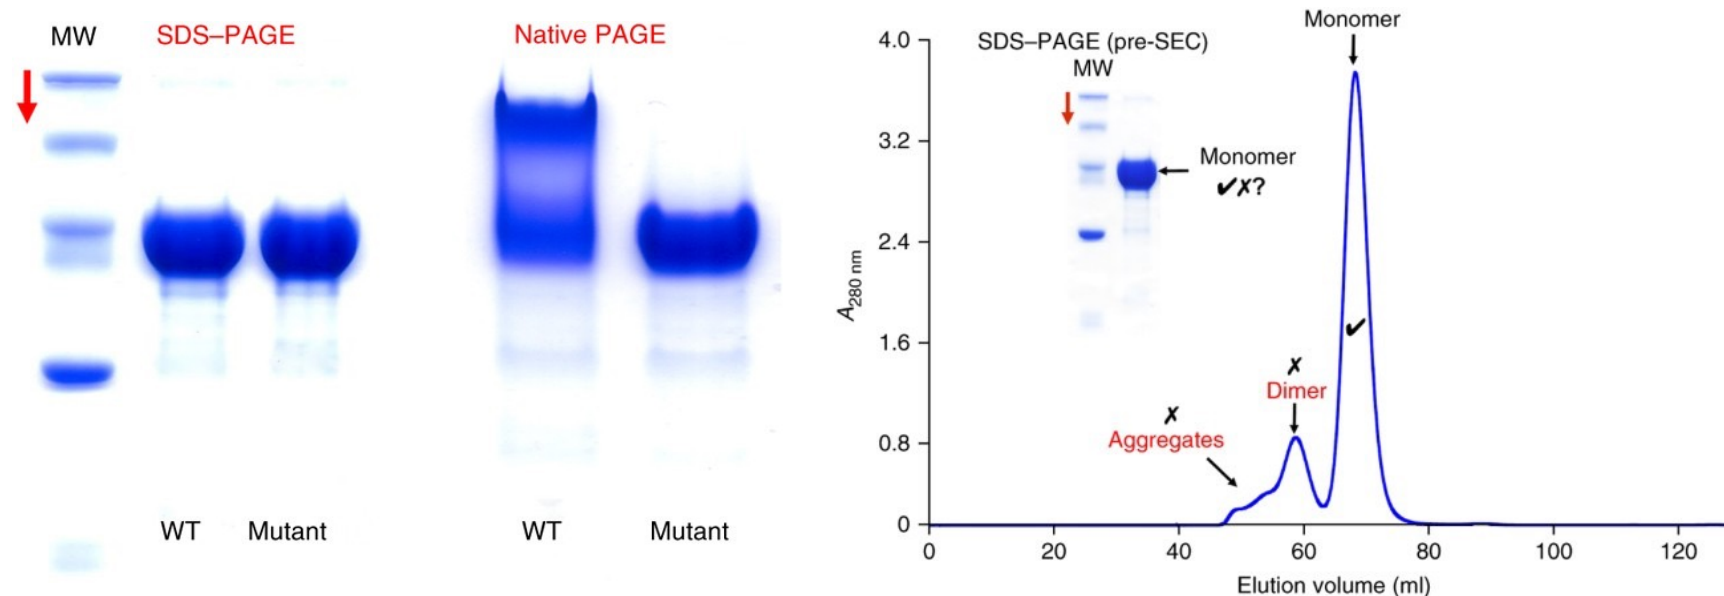 MW
SDS–PAGE
Native PAGE
WT
Mutant
WT
Mutant
Monomer
SDS–PAGE (pre-SEC)
MW
Monomer
✔✗?
✔
✗
Dimer
✗
Aggregates
A280 nm
4.0
3.2
2.4
1.6
0.8
0
0
20
40
60
80
100
120
Elution volume (ml)